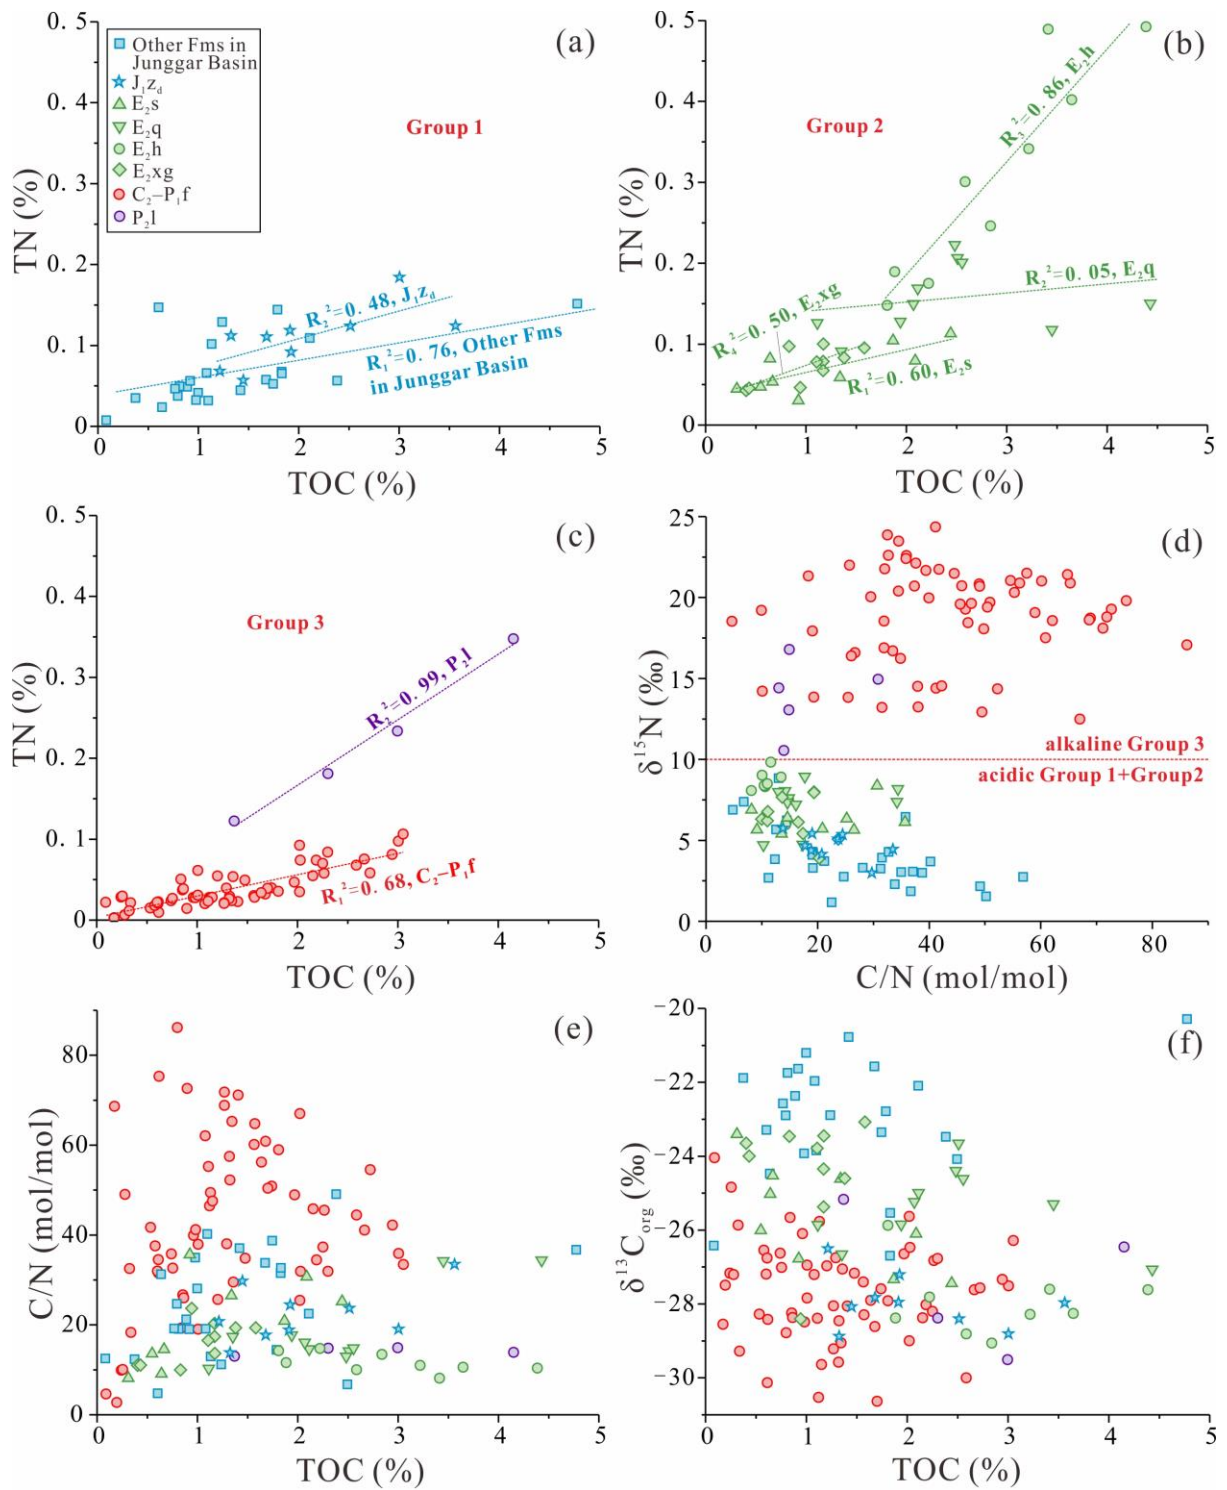 (a)
0. 5
0. 4
0. 3
0. 2
0. 1
0
TN (%)
Other Fms in
Junggar Basin
J₁z_d
E₂s
E₂q
E₂h
E₂xg
C₂–P₁f
P₂l
Group 1
R₂²=0. 48, J₁z_d
R₁²=0. 76, Other Fms
in Junggar Basin
0 1 2 3 4 5
TOC (%)
(b)
0. 5
0. 4
0. 3
0. 2
0. 1
0
TN (%)
Group 2
R₃²=0. 86, E₂h
R₂²=0. 05, E₂q
R₄²=0. 50, E₂xg
R₁²=0. 60, E₂s
0 1 2 3 4 5
TOC (%)
(c)
0. 5
0. 4
0. 3
0. 2
0. 1
0
TN (%)
Group 3
R₂²=0. 99, P₂l
R₁²=0. 68, C₂–P₁f
0 1 2 3 4 5
TOC (%)
(d)
25
20
15
10
5
0
δ¹⁵N (‰)
alkaline Group 3
acidic Group 1+Group2
0 20 40 60 80
C/N (mol/mol)
(e)
80
60
40
20
0
C/N (mol/mol)
0 1 2 3 4 5
TOC (%)
(f)
−20
−22
−24
−26
−28
−30
δ¹³C_org (‰)
0 1 2 3 4 5
TOC (%)